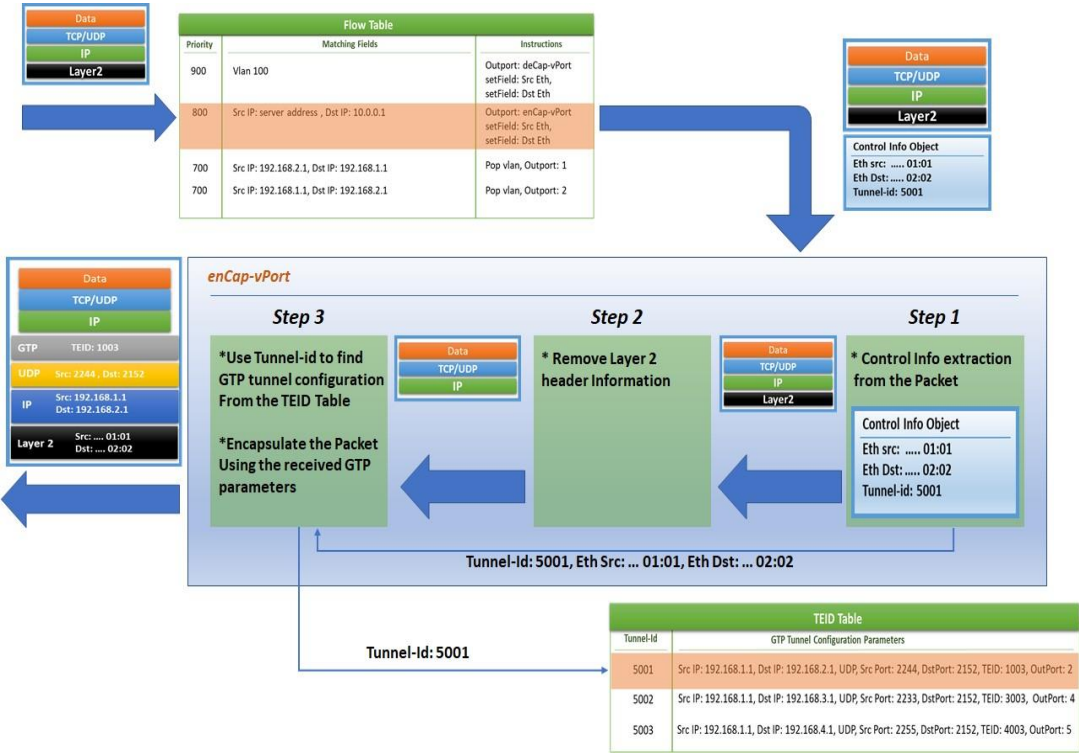 Data
TCP/UDP
IP
Layer2
Flow Table
Priority Matching Fields Instructions
900 Vlan 100 Outport: deCap-vPort
setField: Src Eth,
setField: Dst Eth
800 Src IP: server address , Dst IP: 10.0.0.1 Outport: enCap-vPort
setField: Src Eth,
setField: Dst Eth
700 Src IP: 192.168.2.1, Dst IP: 192.168.1.1 Pop vlan, Outport: 1
700 Src IP: 192.168.1.1, Dst IP: 192.168.2.1 Pop vlan, Outport: 2
Data
TCP/UDP
IP
Layer2
Control Info Object
Eth src: ..... 01:01
Eth Dst: ..... 02:02
Tunnel-id: 5001
Data
TCP/UDP
IP
GTP TEID: 1003
UDP Src: 2244 , Dst: 2152
IP Src: 192.168.1.1
Dst: 192.168.2.1
Layer 2 Src: .... 01:01
Dst: .... 02:02
enCap-vPort
Step 3
*Use Tunnel-id to find
GTP tunnel configuration
From the TEID Table
*Encapsulate the Packet
Using the received GTP
parameters
Data
TCP/UDP
IP
Step 2
* Remove Layer 2
header Information
Data
TCP/UDP
IP
Layer2
Step 1
* Control Info extraction
from the Packet
Control Info Object
Eth src: ..... 01:01
Eth Dst: ..... 02:02
Tunnel-id: 5001
Tunnel-Id: 5001, Eth Src: ... 01:01, Eth Dst: ... 02:02
Tunnel-Id: 5001
TEID Table
Tunnel-Id GTP Tunnel Configuration Parameters
5001 Src IP: 192.168.1.1, Dst IP: 192.168.2.1, UDP, Src Port: 2244, DstPort: 2152, TEID: 1003, OutPort: 2
5002 Src IP: 192.168.1.1, Dst IP: 192.168.3.1, UDP, Src Port: 2233, DstPort: 2152, TEID: 3003, OutPort: 4
5003 Src IP: 192.168.1.1, Dst IP: 192.168.4.1, UDP, Src Port: 2255, DstPort: 2152, TEID: 4003, OutPort: 5